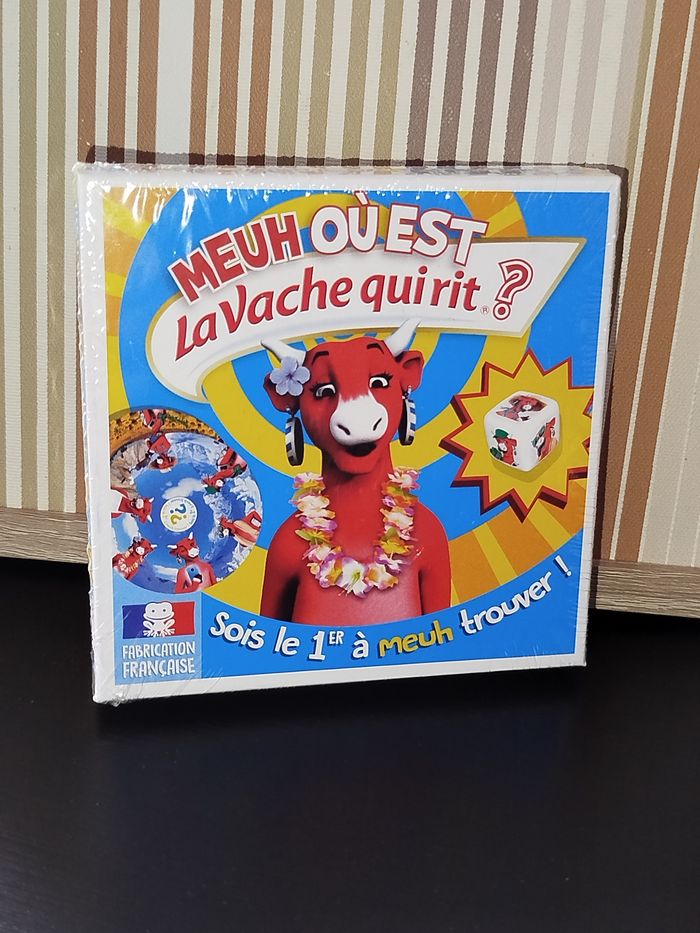 MEUH OÙ EST
La Vache qui rit®?
FABRICATION
FRANÇAISE
Sois le 1ER à meuh trouver !